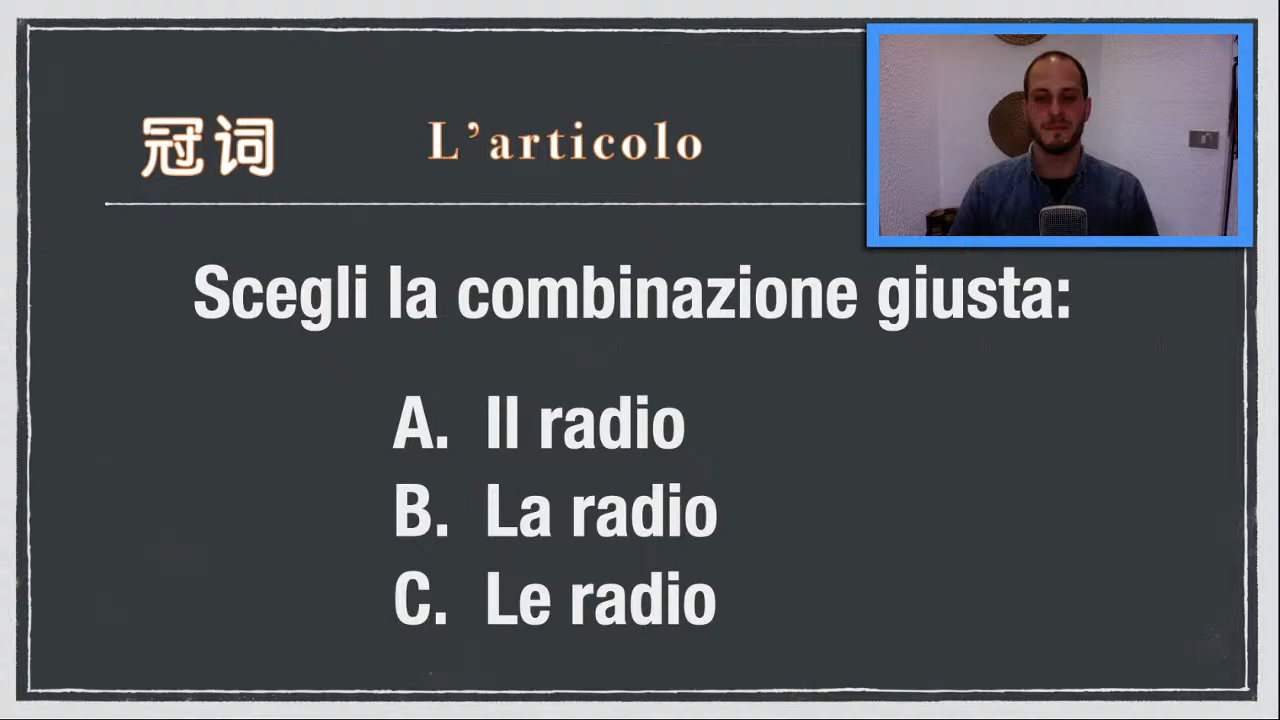 冠词 L’articolo
Scegli la combinazione giusta:
A. Il radio
B. La radio
C. Le radio